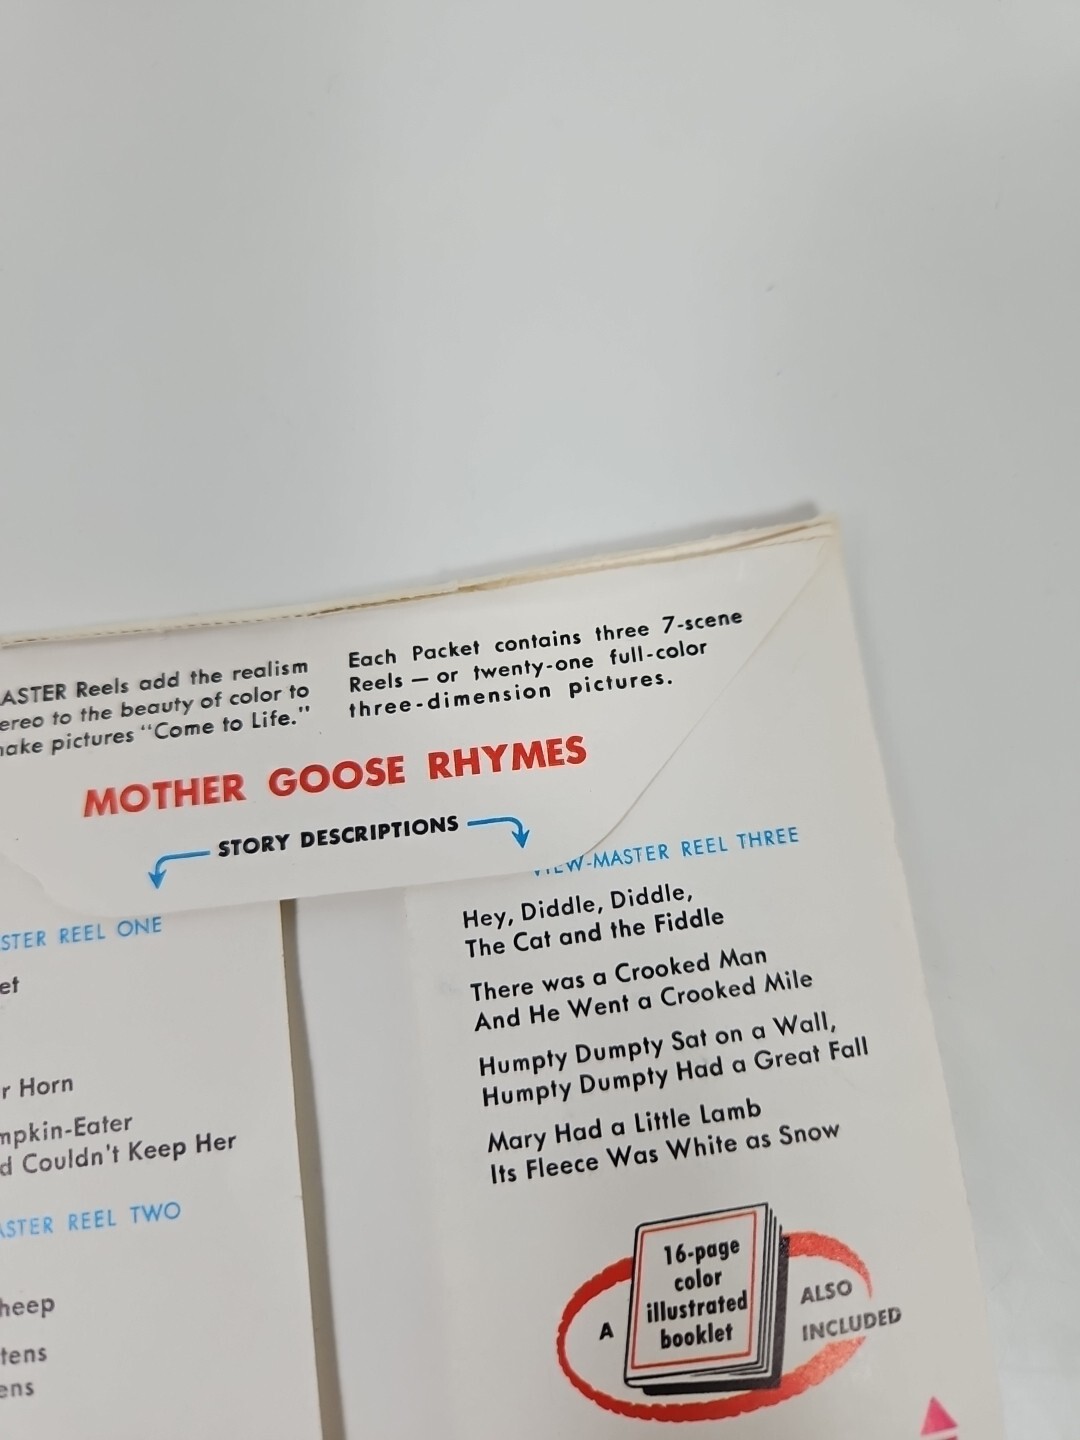 ASTER Reels add the realism
ereo to the beauty of color to
ake pictures "Come to Life."
Each Packet contains three 7-scene
Reels — or twenty-one full-color
three-dimension pictures.
MOTHER GOOSE RHYMES
STORY DESCRIPTIONS
STER REEL ONE
et
r Horn
mpkin-Eater
d Couldn't Keep Her
ASTER REEL TWO
heep
tens
ens
VIEW-MASTER REEL THREE
Hey, Diddle, Diddle,
The Cat and the Fiddle
There was a Crooked Man
And He Went a Crooked Mile
Humpty Dumpty Sat on a Wall,
Humpty Dumpty Had a Great Fall
Mary Had a Little Lamb
Its Fleece Was White as Snow
A
16-page
color
illustrated
booklet
ALSO
INCLUDED